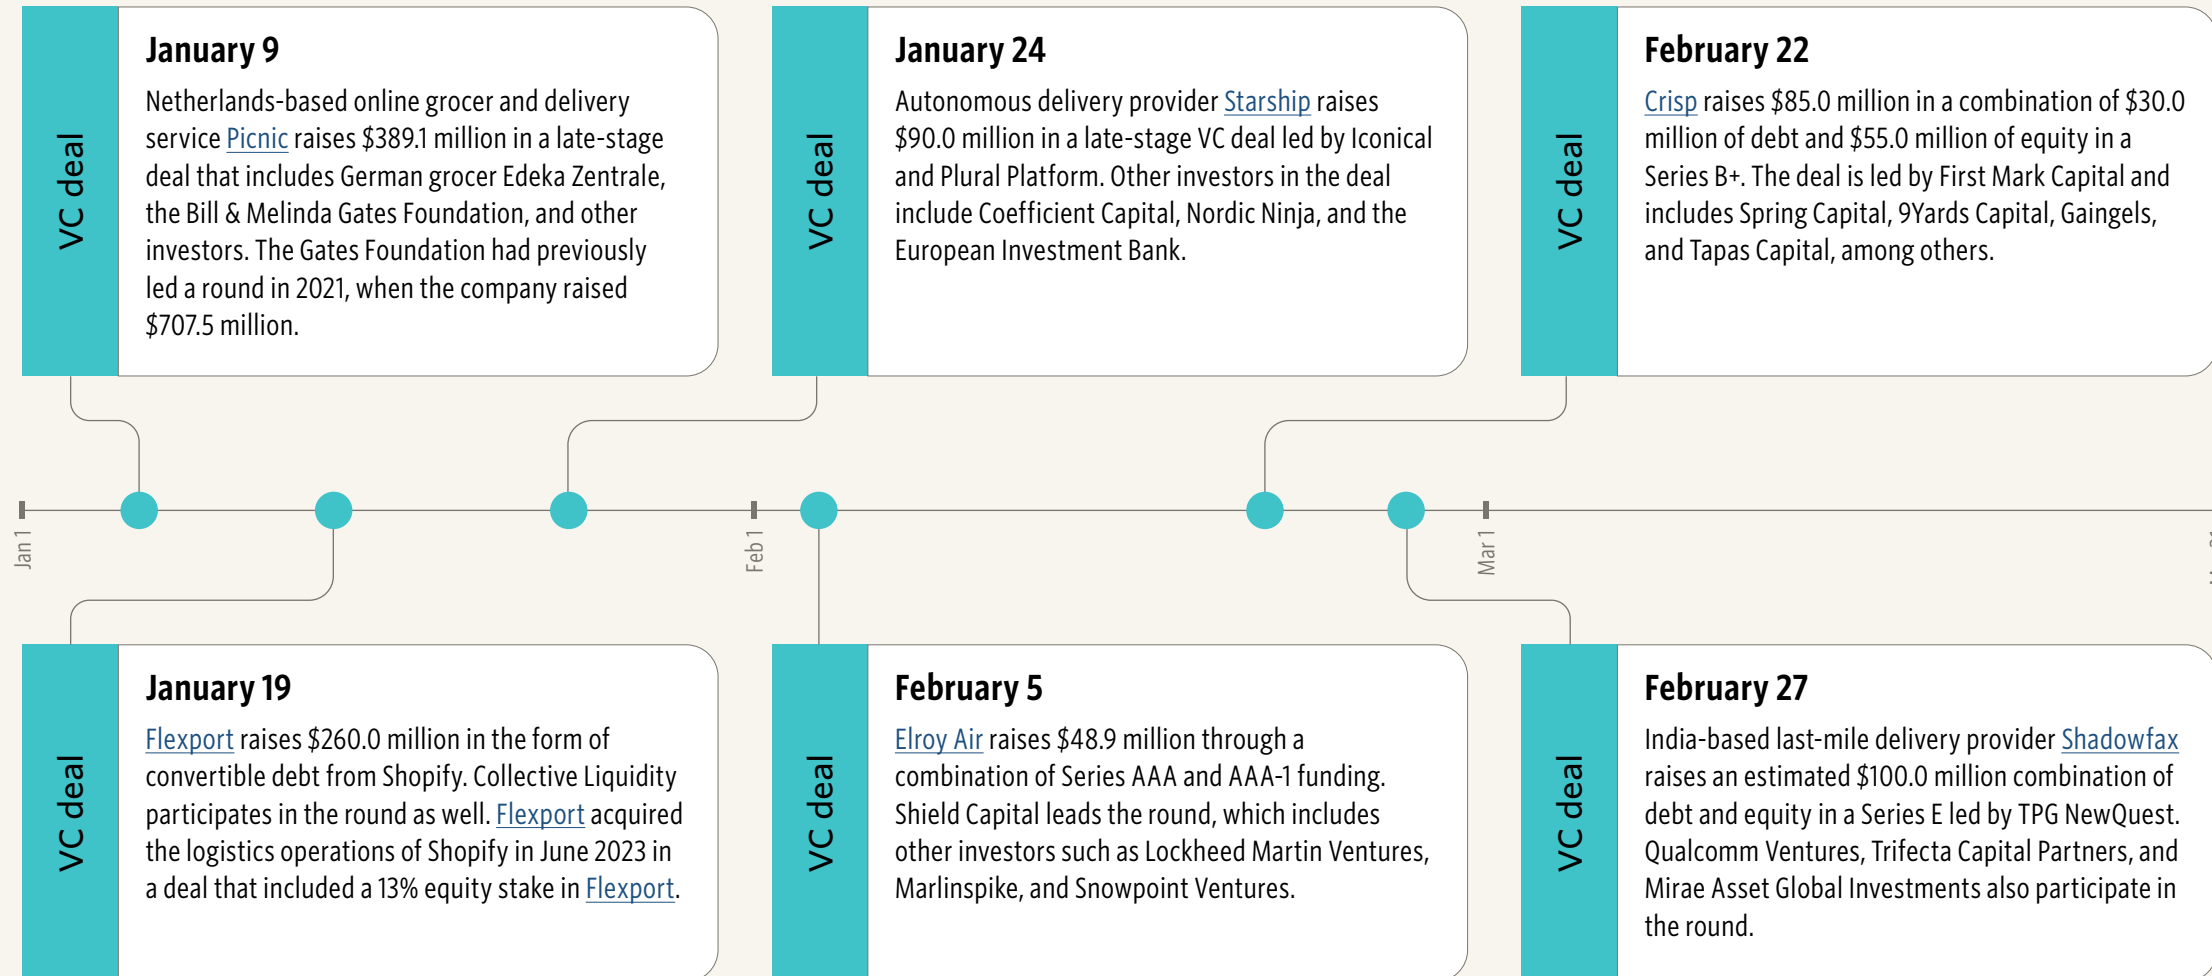 VC deal
January 9
Netherlands-based online grocer and delivery
service Picnic raises $389.1 million in a late-stage
deal that includes German grocer Edeka Zentrale,
the Bill & Melinda Gates Foundation, and other
investors. The Gates Foundation had previously
led a round in 2021, when the company raised
$707.5 million.
VC deal
January 24
Autonomous delivery provider Starship raises
$90.0 million in a late-stage VC deal led by Iconical
and Plural Platform. Other investors in the deal
include Coefficient Capital, Nordic Ninja, and the
European Investment Bank.
VC deal
February 22
Crisp raises $85.0 million in a combination of $30.0
million of debt and $55.0 million of equity in a
Series B+. The deal is led by First Mark Capital and
includes Spring Capital, 9Yards Capital, Gaingels,
and Tapas Capital, among others.
Jan 1
Feb 1
Mar 1
VC deal
January 19
Flexport raises $260.0 million in the form of
convertible debt from Shopify. Collective Liquidity
participates in the round as well. Flexport acquired
the logistics operations of Shopify in June 2023 in
a deal that included a 13% equity stake in Flexport.
VC deal
February 5
Elroy Air raises $48.9 million through a
combination of Series AAA and AAA-1 funding.
Shield Capital leads the round, which includes
other investors such as Lockheed Martin Ventures,
Marlinspike, and Snowpoint Ventures.
VC deal
February 27
India-based last-mile delivery provider Shadowfax
raises an estimated $100.0 million combination of
debt and equity in a Series E led by TPG NewQuest.
Qualcomm Ventures, Trifecta Capital Partners, and
Mirae Asset Global Investments also participate in
the round.